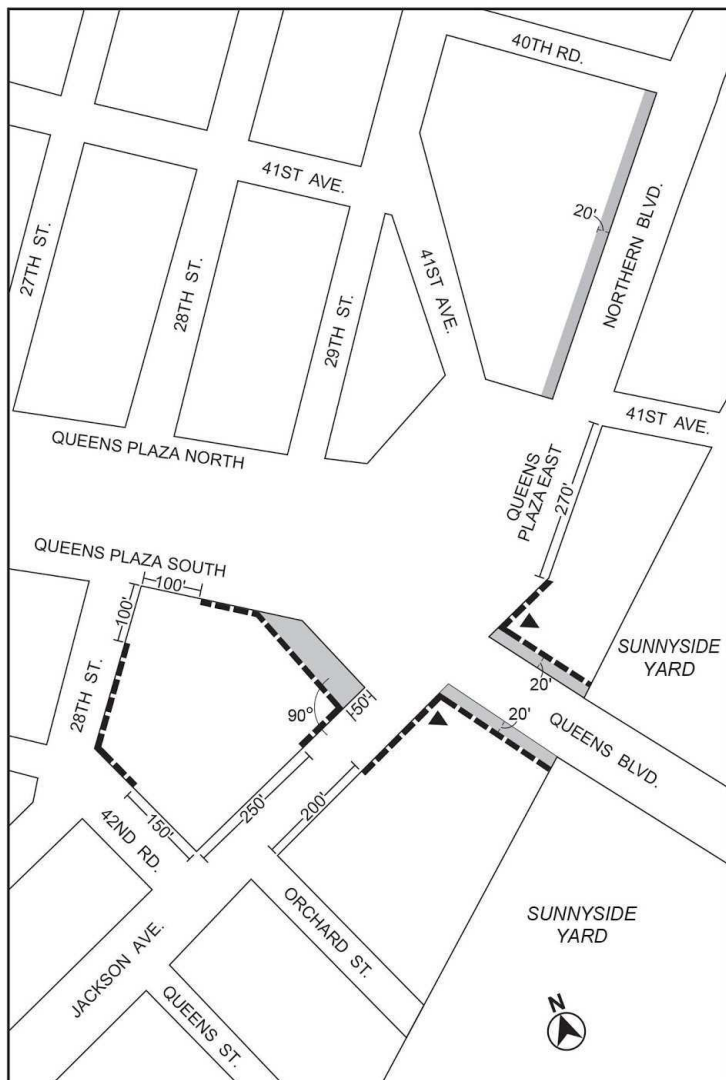 40TH RD.
41ST AVE.
20'
NORTHERN BLVD.
27TH ST.
28TH ST.
29TH ST.
41ST AVE.
41ST AVE.
QUEENS PLAZA NORTH
QUEENS
PLAZA EAST
270'
QUEENS PLAZA SOUTH
100'
100'
28TH ST.
SUNNYSIDE
YARD
20'
90°
50'
20'
QUEENS BLVD.
150'
250'
200'
42ND RD.
ORCHARD ST.
JACKSON AVE.
QUEENS ST.
SUNNYSIDE
YARD
N